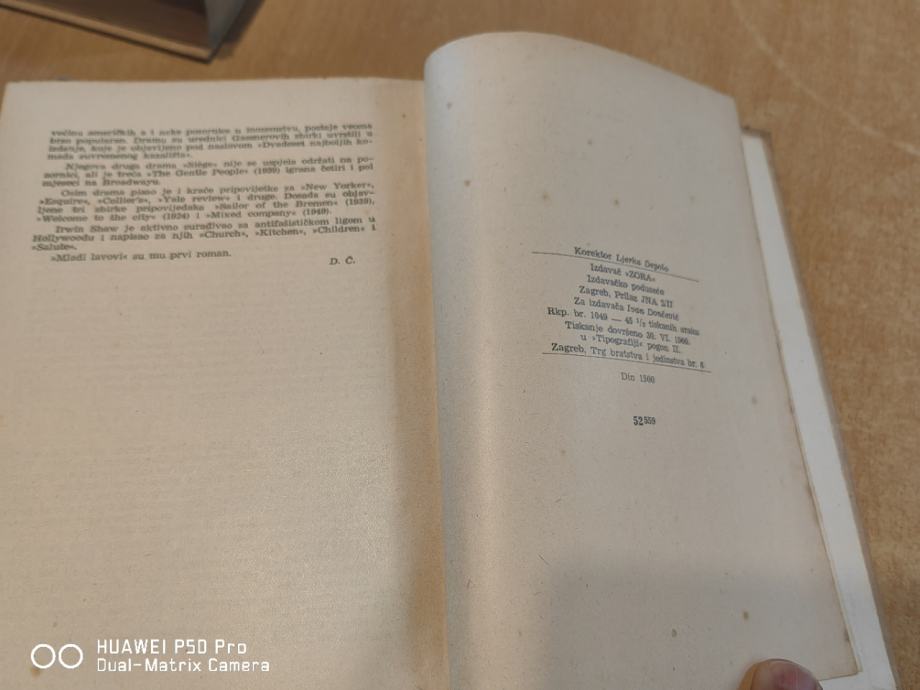 većinu američkih a i neke pozornice u inozemstvu, postaje veoma
brzo popularan. Dramu su urednici Gassnerovih zbirki uvrstili u
izdanje, koje je objavljeno pod naslovom »Dvadeset najboljih ko-
mada suvremenog kazališta«.
Njegova druga drama »Siege« nije se uspjela održati na po-
zornici, ali je treća »The Gentle People« (1939) igrana četiri i pol
mjeseci na Broadwayu.
Osim drama pisao je i kraće pripovijetke za »New Yorker«,
»Esquire«, »Collier's«, »Yale review« i druge. Dosada su objav-
ljene tri zbirke pripovijedaka »Sailor of the Bremen« (1939),
»Welcome to the city« (1924) i »Mixed company« (1949).
Irwin Shaw je aktivno surađivao sa antifašističkom ligom u
Hollywoodu i napisao za njih »Church«, »Kitchen«, »Children« i
»Salute«.
»Mladi lavovi« su mu prvi roman.
D. Č.
Korektor Ljerka Depolo
Izdavač »ZORA«
Izdavačko poduzeće
Zagreb, Prilaz JNA 2/II
Za izdavača Ivan Dončević
Rkp. br. 1049 — 45 1/2 tiskanih araka
Tiskanje dovršeno 30. VI. 1960.
u »Tipografiji« pogon II.
Zagreb, Trg bratstva i jedinstva br. 6
Din 1500
52559
HUAWEI P50 Pro
Dual-Matrix Camera